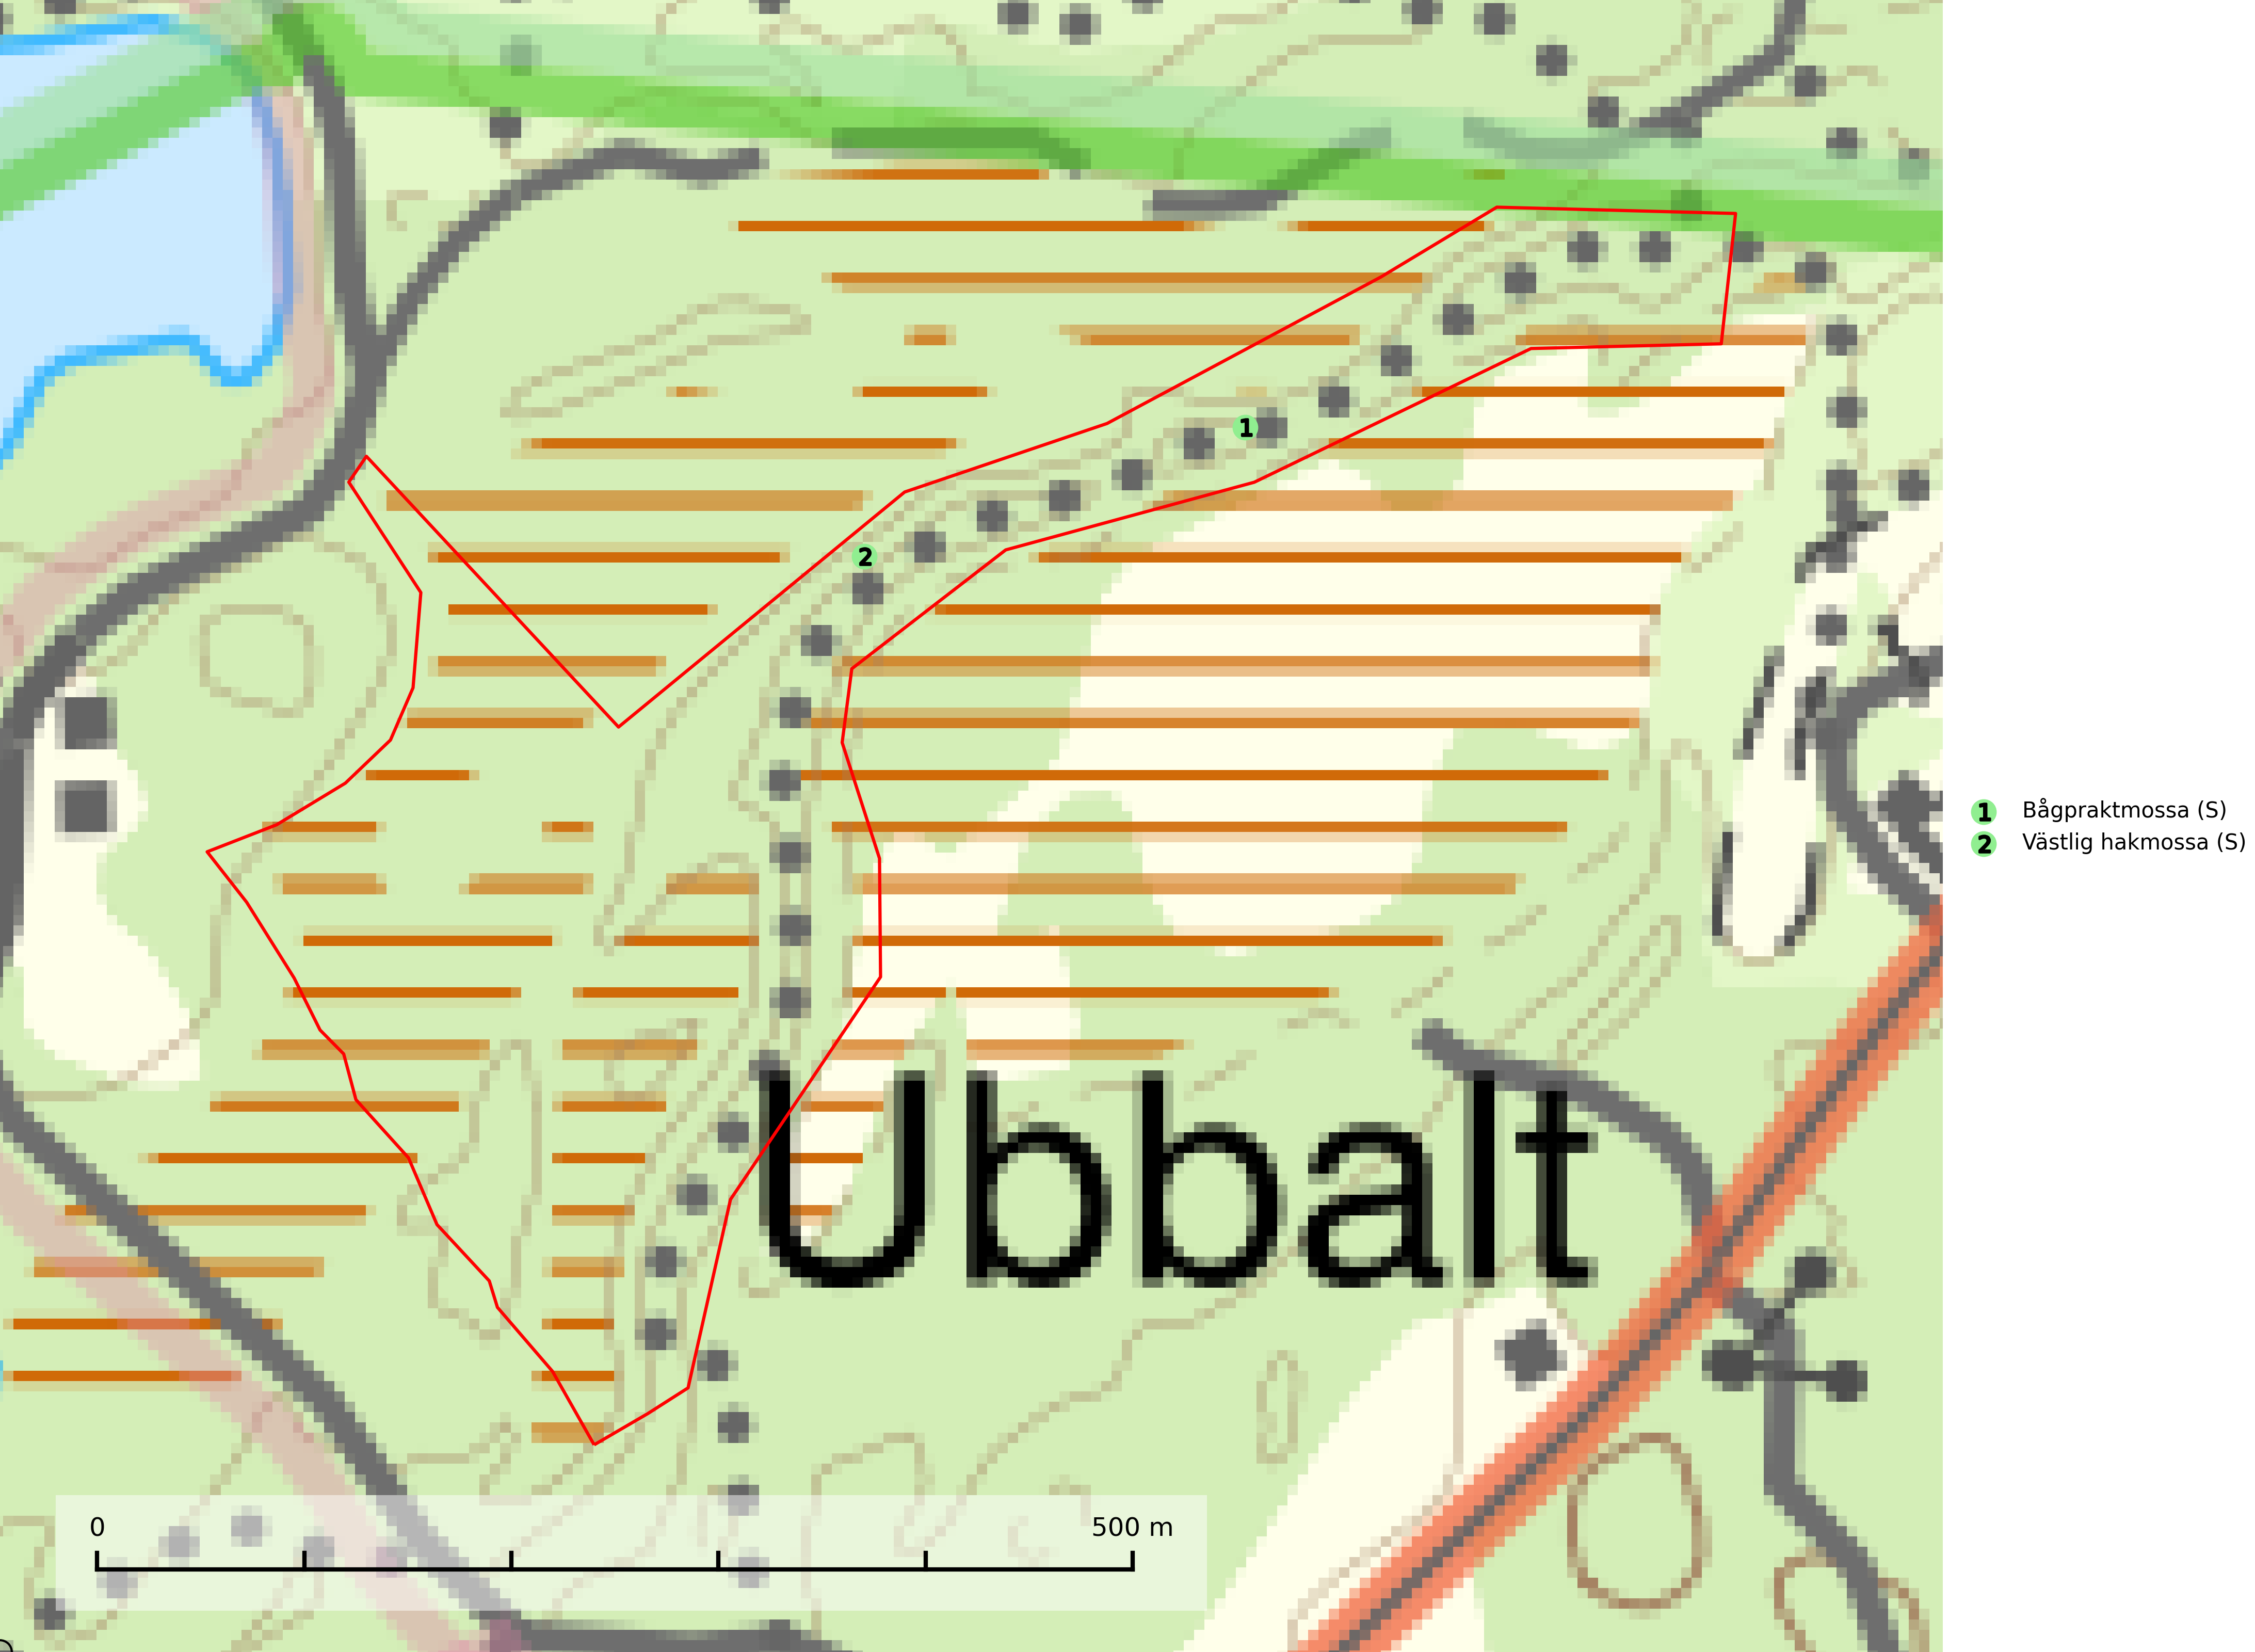 1
2
1 Bågpraktmossa (S)
2 Västlig hakmossa (S)
Ubbalt
0 500 m